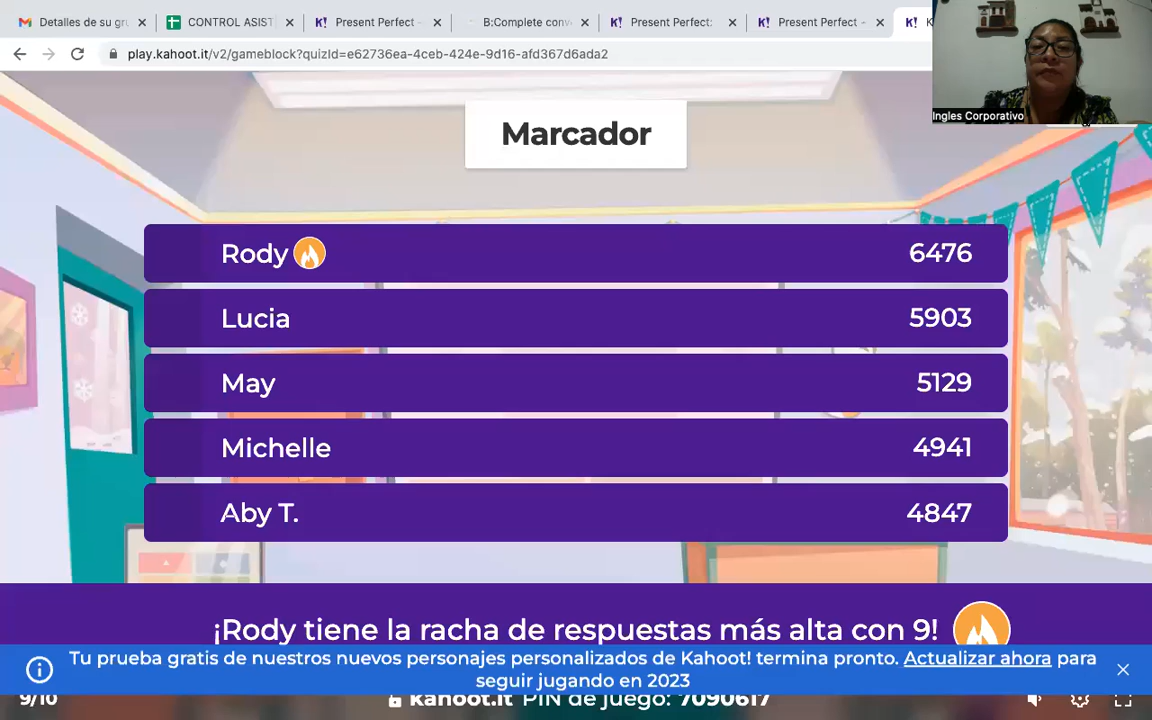 Detalles de su gru
CONTROL ASIST
Present Perfect -
B:Complete conv
Present Perfect:
Present Perfect -
play.kahoot.it/v2/gameblock?quizId=e62736ea-4ceb-424e-9d16-afd367d6ada2
Ingles Corporativo
Marcador
Rody 6476
Lucia 5903
May 5129
Michelle 4941
Aby T. 4847
¡Rody tiene la racha de respuestas más alta con 9!
Tu prueba gratis de nuestros nuevos personajes personalizados de Kahoot! termina pronto. Actualizar ahora para
seguir jugando en 2023
9/10
kahoot.it PIN de juego: 7090617